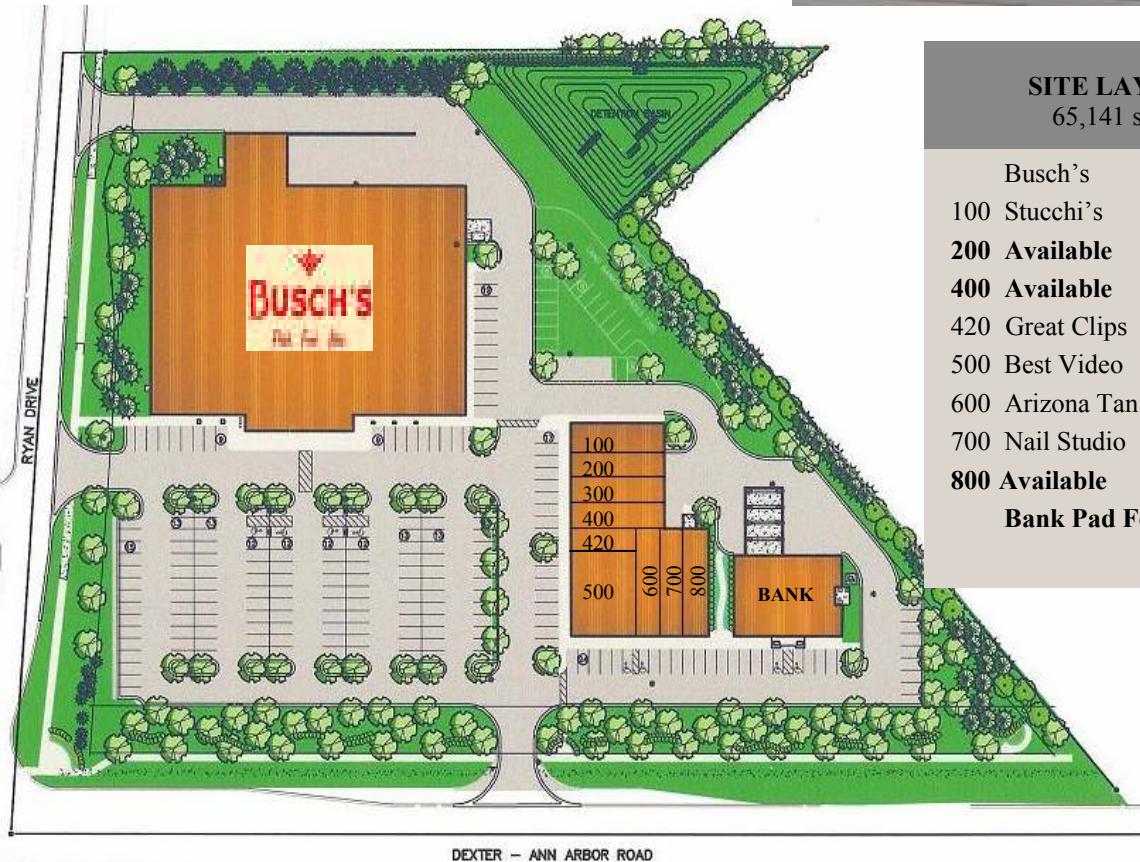 SITE LAY
65,141 s
Busch’s
100 Stucchi’s
200 Available
400 Available
420 Great Clips
500 Best Video
600 Arizona Tan
700 Nail Studio
800 Available
Bank Pad F
DETENTION BASIN
BUSCH'S
RYAN DRIVE
100
200
300
400
420
500
600
700
800
BANK
DEXTER – ANN ARBOR ROAD